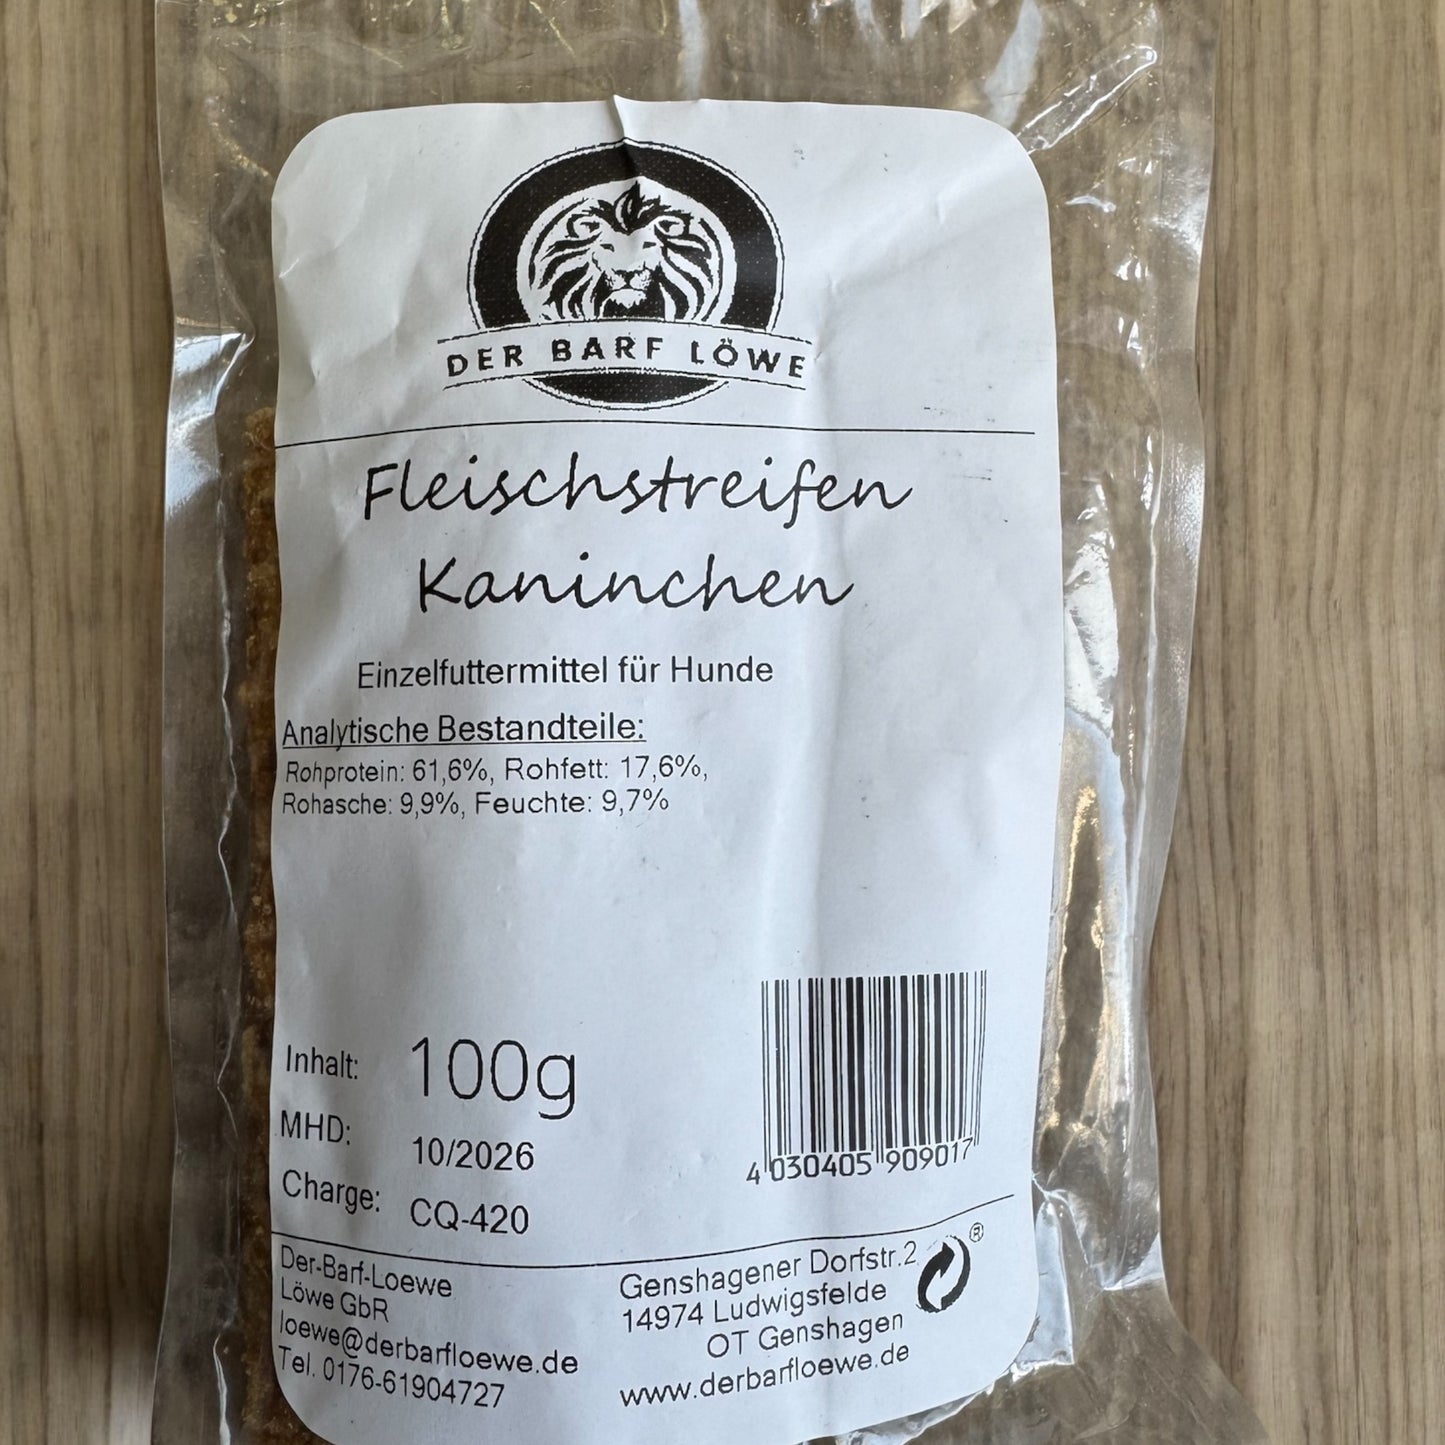 DER BARF LÖWE
Fleischstreifen
Kaninchen
Einzelfuttermittel für Hunde
Analytische Bestandteile:
Rohprotein: 61,6%, Rohfett: 17,6%,
Rohasche: 9,9%, Feuchte: 9,7%
Inhalt: 100g
MHD: 10/2026
Charge: CQ-420
4 030405 909017
Der-Barf-Loewe
Löwe GbR
loewe@derbarfloewe.de
Tel. 0176-61904727
Genshagener Dorfstr.2
14974 Ludwigsfelde
OT Genshagen
www.derbarfloewe.de
®